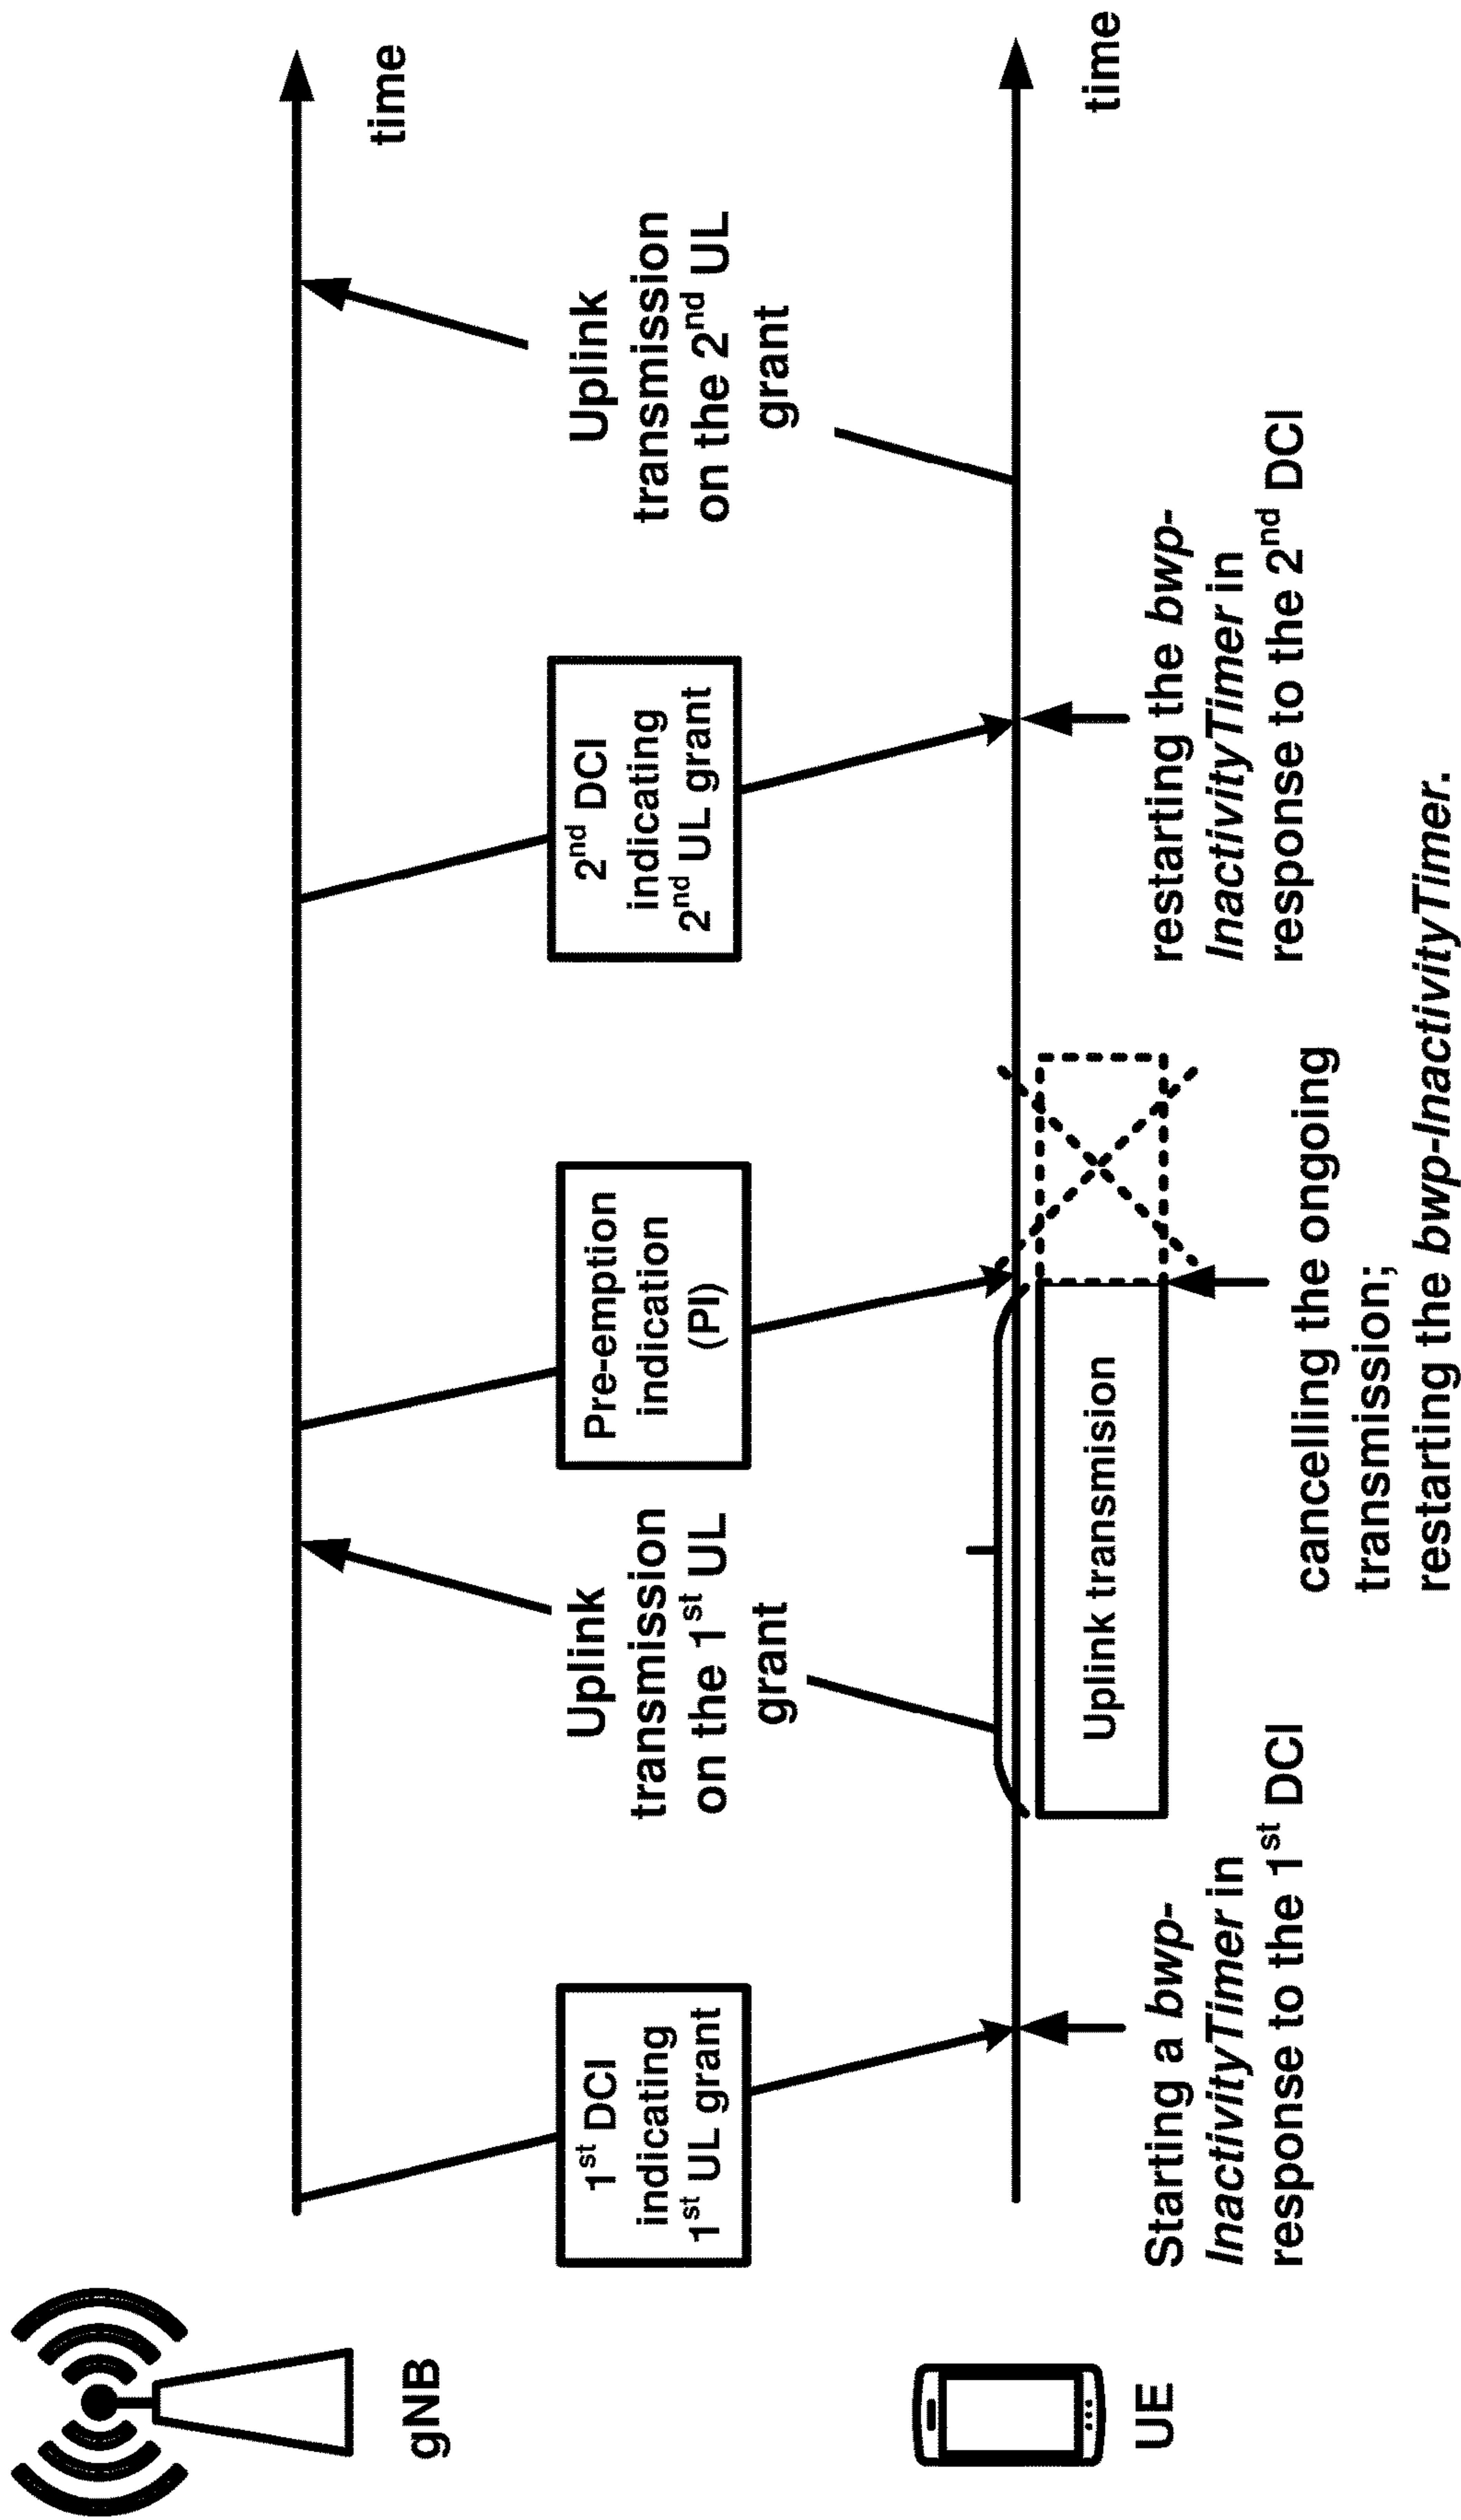 gNB
time
1st DCI
indicating
1st UL grant
Uplink
transmission
on the 1st UL
grant
Pre-emption
indication
(PI)
2nd DCI
indicating
2nd UL grant
Uplink
transmission
on the 2nd UL
grant
UE
time
Uplink transmision
Starting a bwp-
InactivityTimer in
response to the 1st DCI
cancelling the ongoing
transmission;
restarting the bwp-InactivityTimer.
restarting the bwp-
InactivityTimer in
response to the 2nd DCI